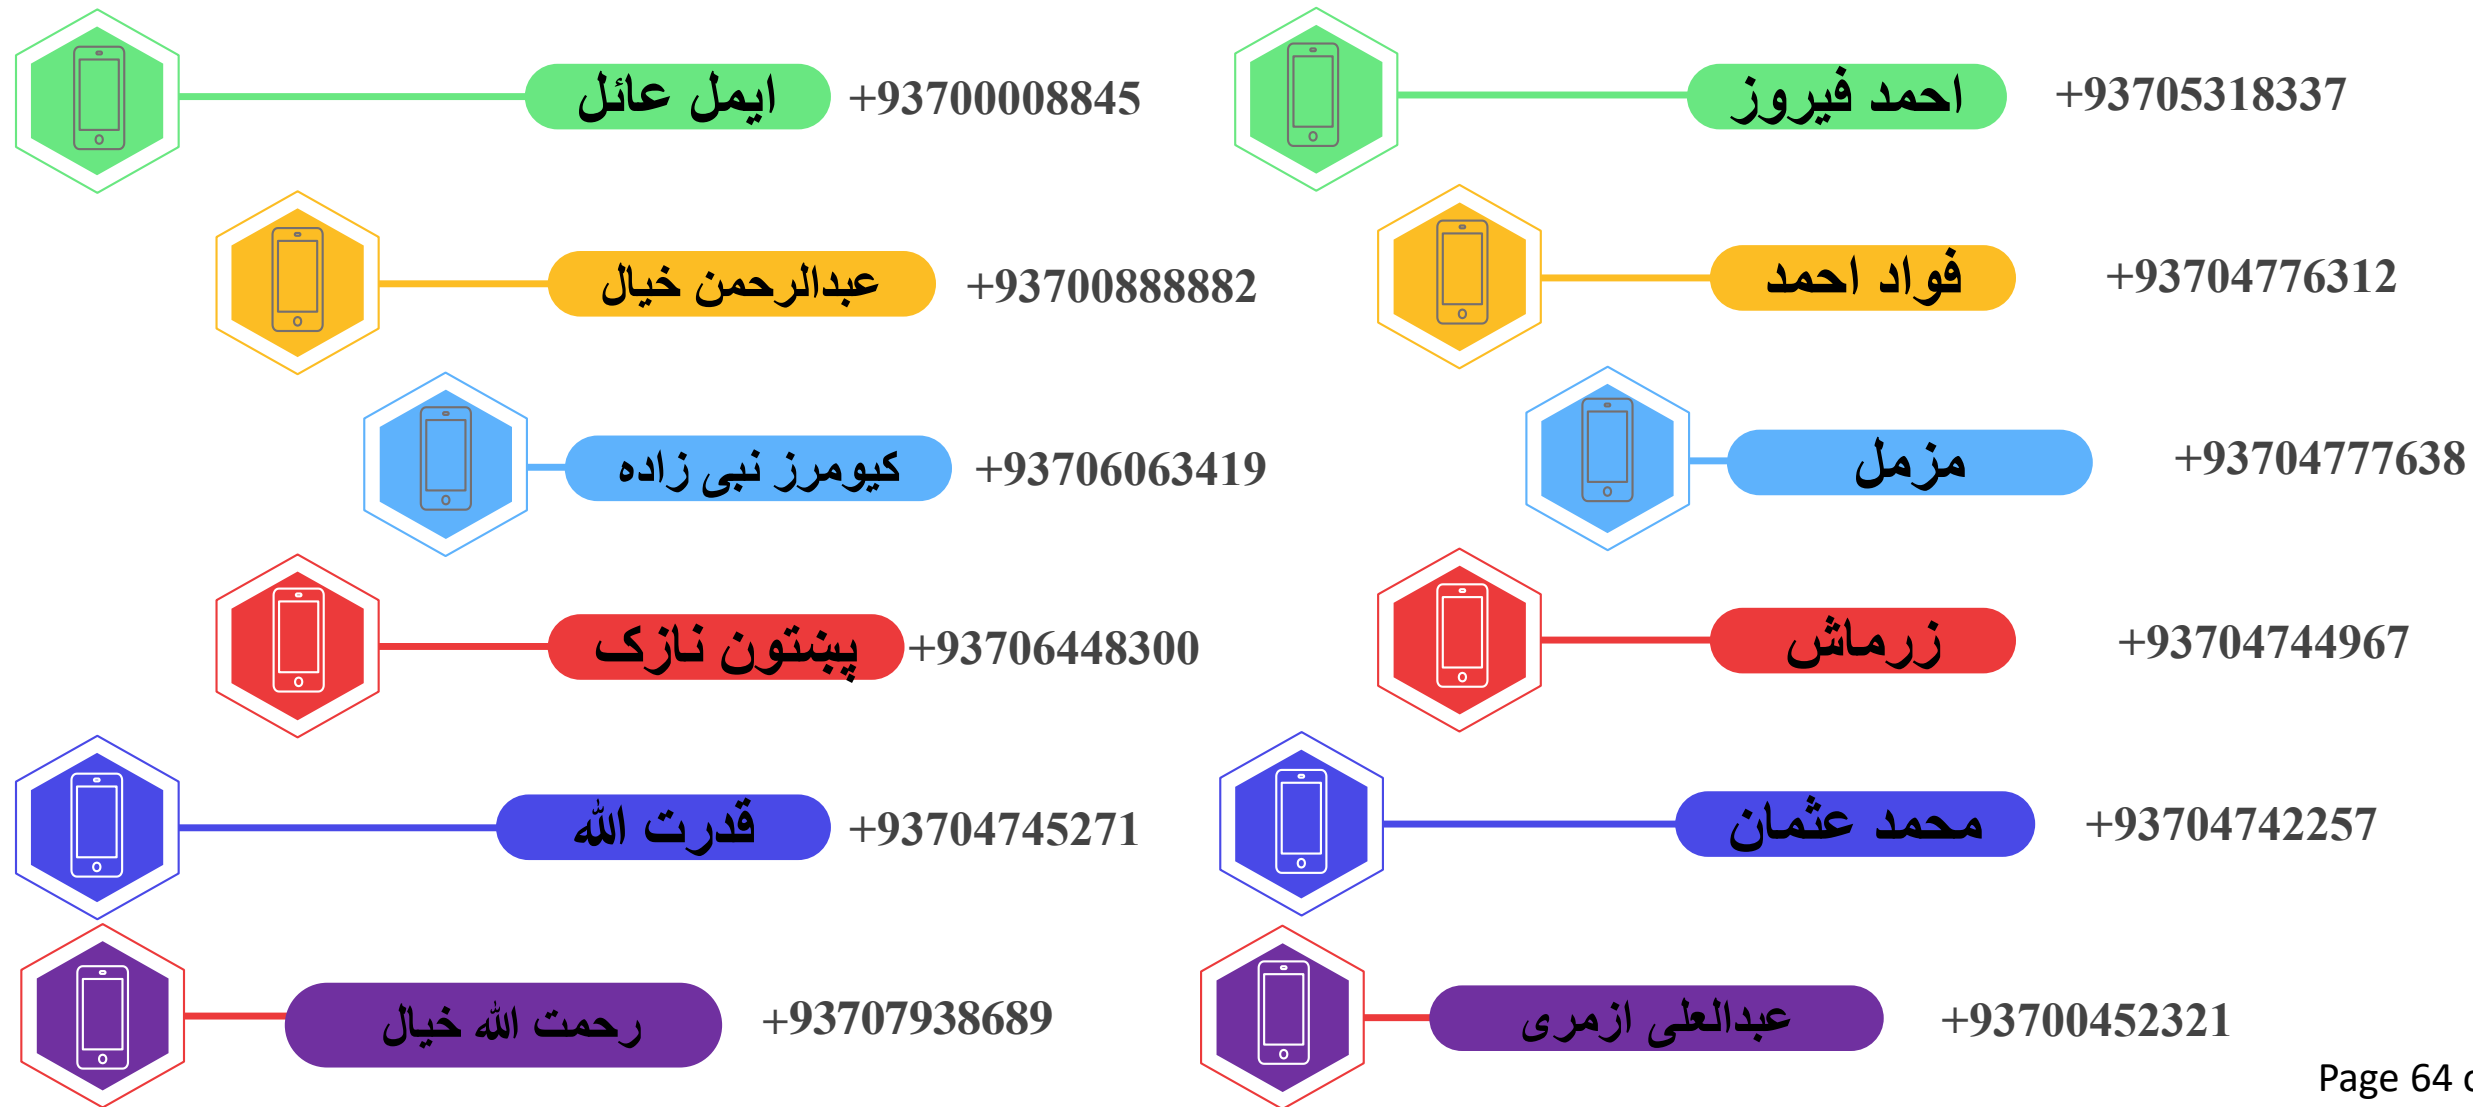 ایمل عائل +93700008845
احمد فیروز +93705318337
عبدالرحمن خیال +93700888882
فواد احمد +93704776312
کیومرز نبی زاده +93706063419
مزمل +93704777638
پښتون نازک +93706448300
زرماش +93704744967
قدرت الله +93704745271
محمد عثمان +93704742257
رحمت الله خیال +93707938689
عبدالعلی ازمری +93700452321
Page 64